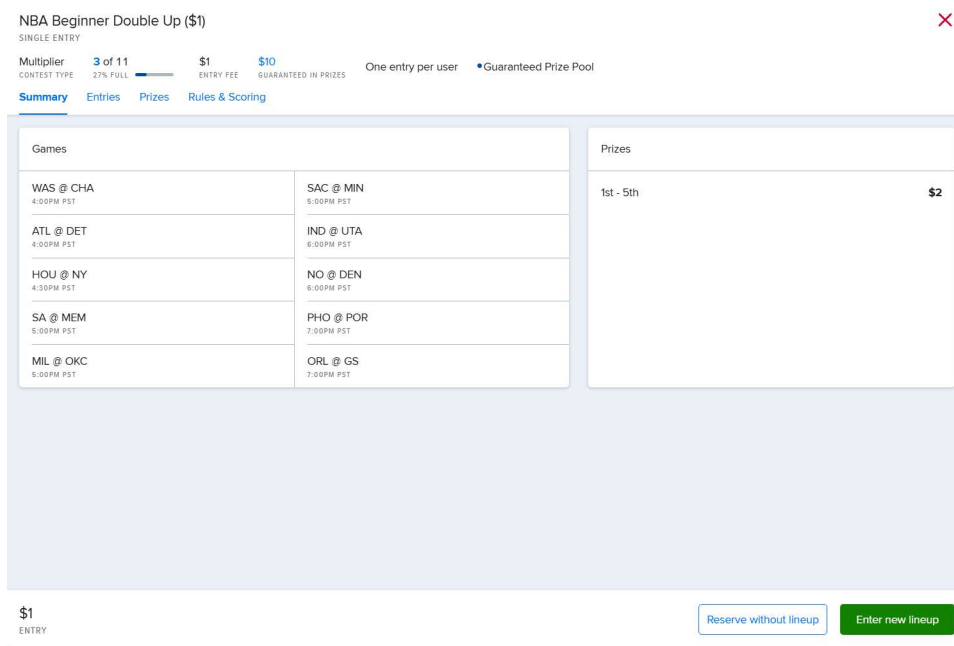 NBA Beginner Double Up ($1)
SINGLE ENTRY
Multiplier
CONTEST TYPE
3 of 11
27% FULL
$1
ENTRY FEE
$10
GUARANTEED IN PRIZES
One entry per user
Guaranteed Prize Pool
Summary Entries Prizes Rules & Scoring
Games
WAS @ CHA
4:00PM PST
ATL @ DET
4:00PM PST
HOU @ NY
4:30PM PST
SA @ MEM
5:00PM PST
MIL @ OKC
5:00PM PST
SAC @ MIN
5:00PM PST
IND @ UTA
6:00PM PST
NO @ DEN
6:00PM PST
PHO @ POR
7:00PM PST
ORL @ GS
7:00PM PST
Prizes
1st - 5th $2
$1
ENTRY
Reserve without lineup
Enter new lineup